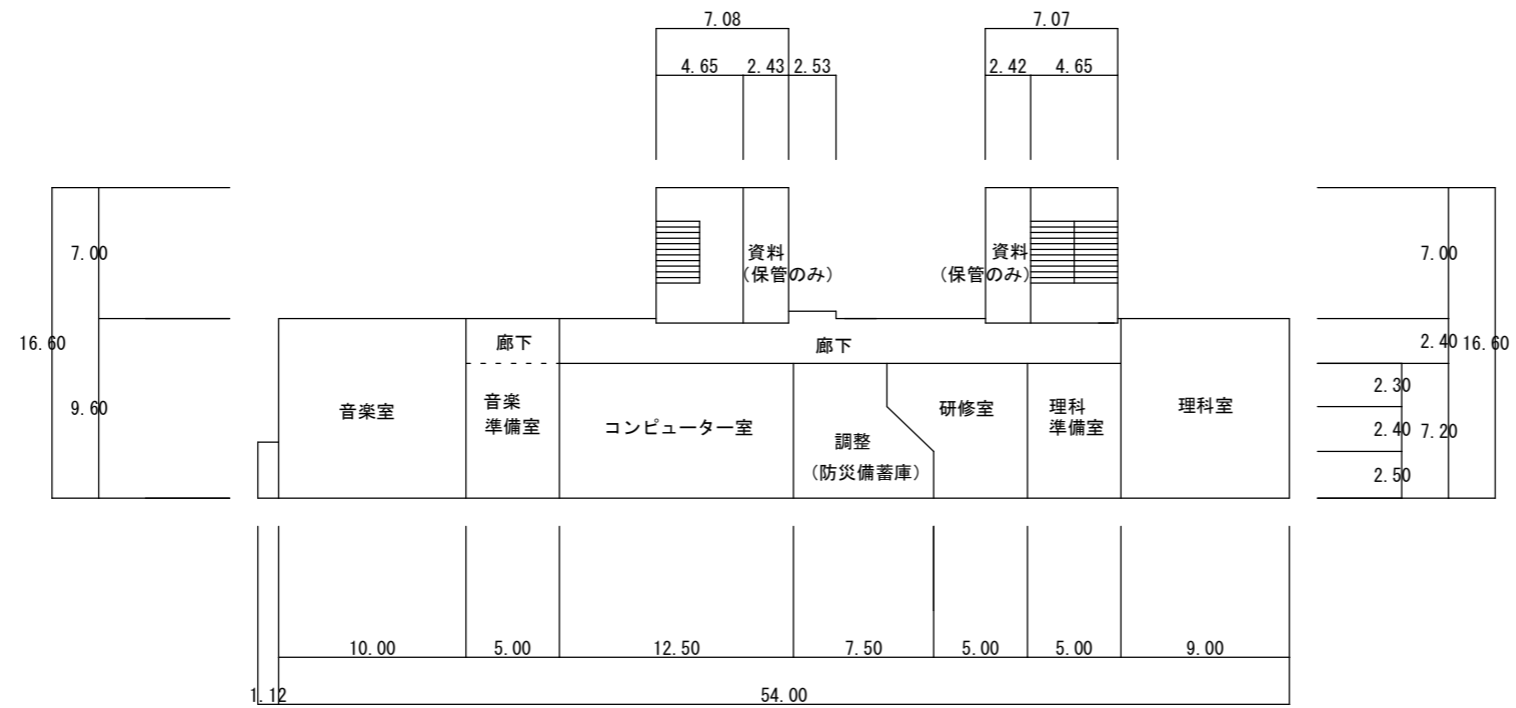 7.08
7.07
4.65
2.43
2.53
2.42
4.65
7.00
資料
(保管のみ)
資料
(保管のみ)
7.00
16.60
廊下
廊下
2.40
16.60
9.60
音楽室
音楽
準備室
コンピューター室
調整
(防災備蓄庫)
研修室
理科
準備室
理科室
2.30
2.40
7.20
2.50
10.00
5.00
12.50
7.50
5.00
5.00
9.00
1.12
54.00